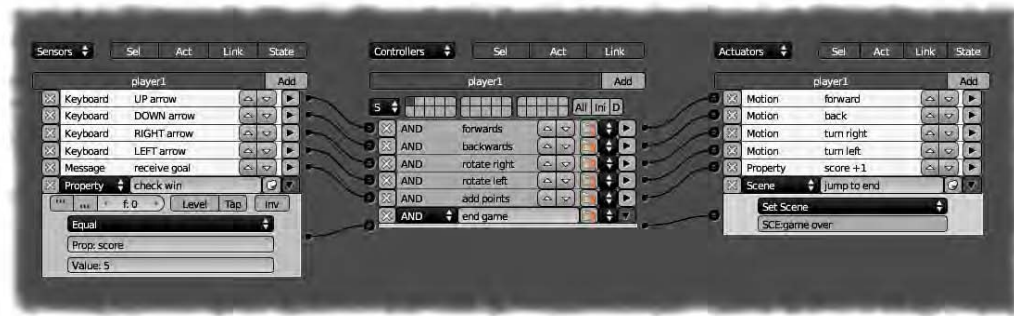 Sensors Sel Act Link State
player1 Add
Keyboard UP arrow
Keyboard DOWN arrow
Keyboard RIGHT arrow
Keyboard LEFT arrow
Message receive goal
Property check win
f: 0 Level Tap Inv
Equal
Prop: score
Value: 5
Controllers Sel Act Link
player1 Add
S All Ini D
AND forwards
AND backwards
AND rotate right
AND rotate left
AND add points
AND end game
Actuators Sel Act Link State
player1 Add
Motion forward
Motion back
Motion turn right
Motion turn left
Property score +1
Scene jump to end
Set Scene
SCE:game over